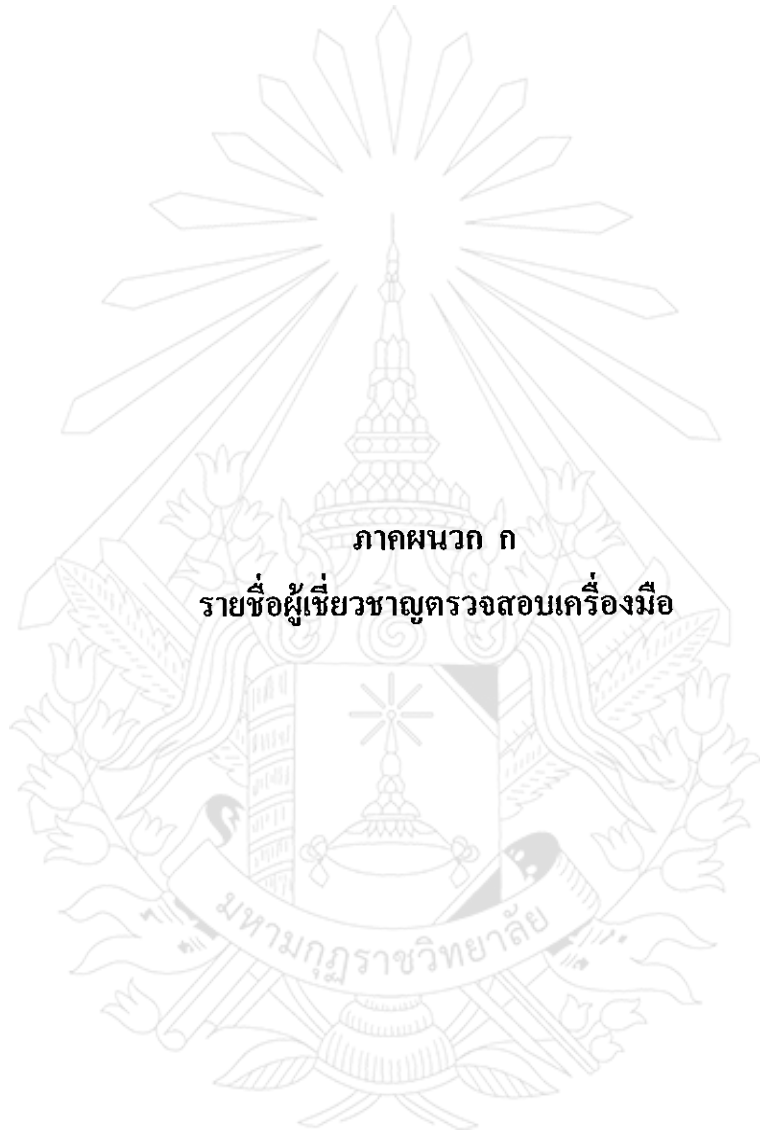 ภาคผนวก ก
รายชื่อผู้เชี่ยวชาญตรวจสอบเครื่องมือ
มหามกุฏราชวิทยาลัย